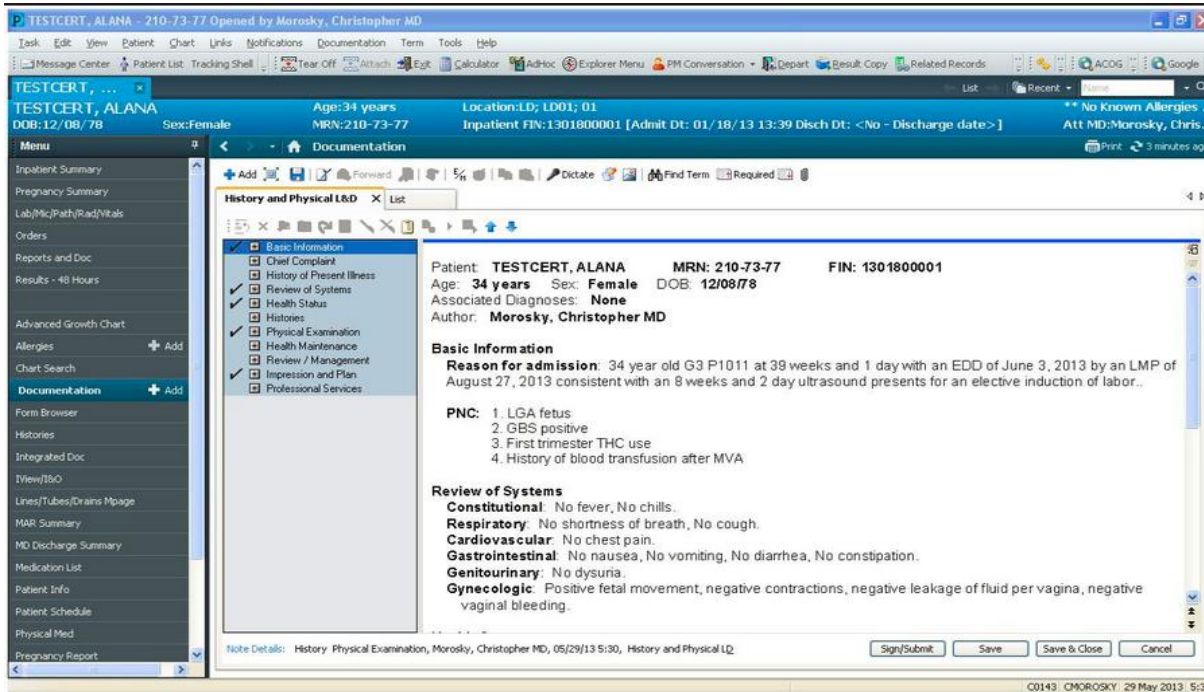 TESTCERT, ALANA - 210-73-77 Opened by Morosky, Christopher MD
Task Edit View Patient Chart Links Notifications Documentation Term Tools Help
Message Center Patient List Tracking Shell Tear Off Attach Exit Calculator AdHoc Explorer Menu PM Conversation Depart Result Copy Related Records ACOG Google
TESTCERT, ... List Recent Name
TESTCERT, ALANA Age:34 years Location:LD; LD01; 01 ** No Known Allergies
DOB:12/08/78 Sex:Female MRN:210-73-77 Inpatient FIN:1301800001 [Admit Dt: 01/18/13 13:39 Disch Dt: <No - Discharge date>] Att MD:Morosky, Chris
Menu Documentation Print 3 minutes ag
Inpatient Summary
Pregnancy Summary
Lab/Mic/Path/Rad/Vitals
Orders
Reports and Doc
Results - 48 Hours
Advanced Growth Chart
Allergies Add
Chart Search
Documentation Add
Form Browser
Histories
Integrated Doc
IView/I&O
Lines/Tubes/Drains Mpage
MAR Summary
MD Discharge Summary
Medication List
Patient Info
Patient Schedule
Physical Med
Pregnancy Report
Add Forward Dictate Find Term Required
History and Physical L&D List
Basic Information
Chief Complaint
History of Present Illness
Review of Systems
Health Status
Histories
Physical Examination
Health Maintenance
Review / Management
Impression and Plan
Professional Services
Patient: TESTCERT, ALANA MRN: 210-73-77 FIN: 1301800001
Age: 34 years Sex: Female DOB: 12/08/78
Associated Diagnoses: None
Author: Morosky, Christopher MD
Basic Information
Reason for admission: 34 year old G3 P1011 at 39 weeks and 1 day with an EDD of June 3, 2013 by an LMP of
August 27, 2013 consistent with an 8 weeks and 2 day ultrasound presents for an elective induction of labor..
PNC: 1. LGA fetus
2. GBS positive
3. First trimester THC use
4. History of blood transfusion after MVA
Review of Systems
Constitutional: No fever, No chills.
Respiratory: No shortness of breath, No cough.
Cardiovascular: No chest pain.
Gastrointestinal: No nausea, No vomiting, No diarrhea, No constipation.
Genitourinary: No dysuria.
Gynecologic: Positive fetal movement, negative contractions, negative leakage of fluid per vagina, negative
vaginal bleeding.
Note Details: History Physical Examination, Morosky, Christopher MD, 05/29/13 5:30, History and Physical LD
Sign/Submit Save Save & Close Cancel
C0143 CMOROSKY 29 May 2013